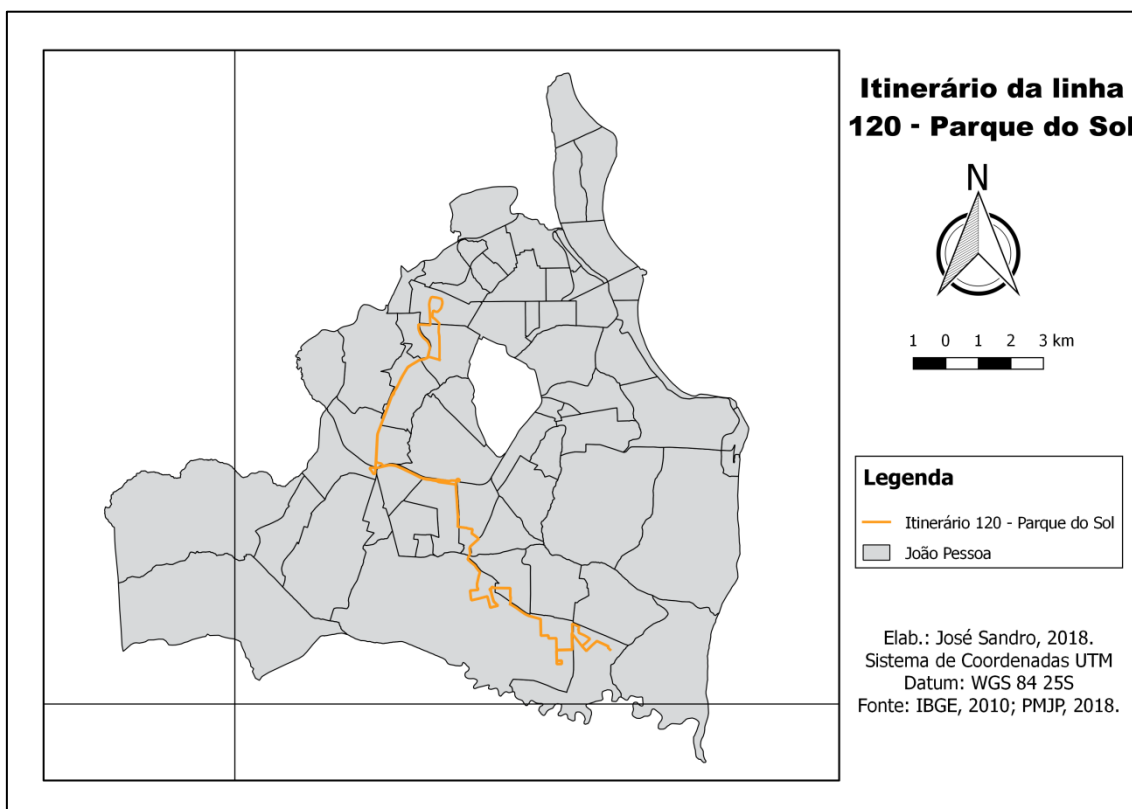 Itinerário da linha
120 - Parque do Sol
N
1 0 1 2 3 km
Legenda
Itinerário 120 - Parque do Sol
João Pessoa
Elab.: José Sandro, 2018.
Sistema de Coordenadas UTM
Datum: WGS 84 25S
Fonte: IBGE, 2010; PMJP, 2018.